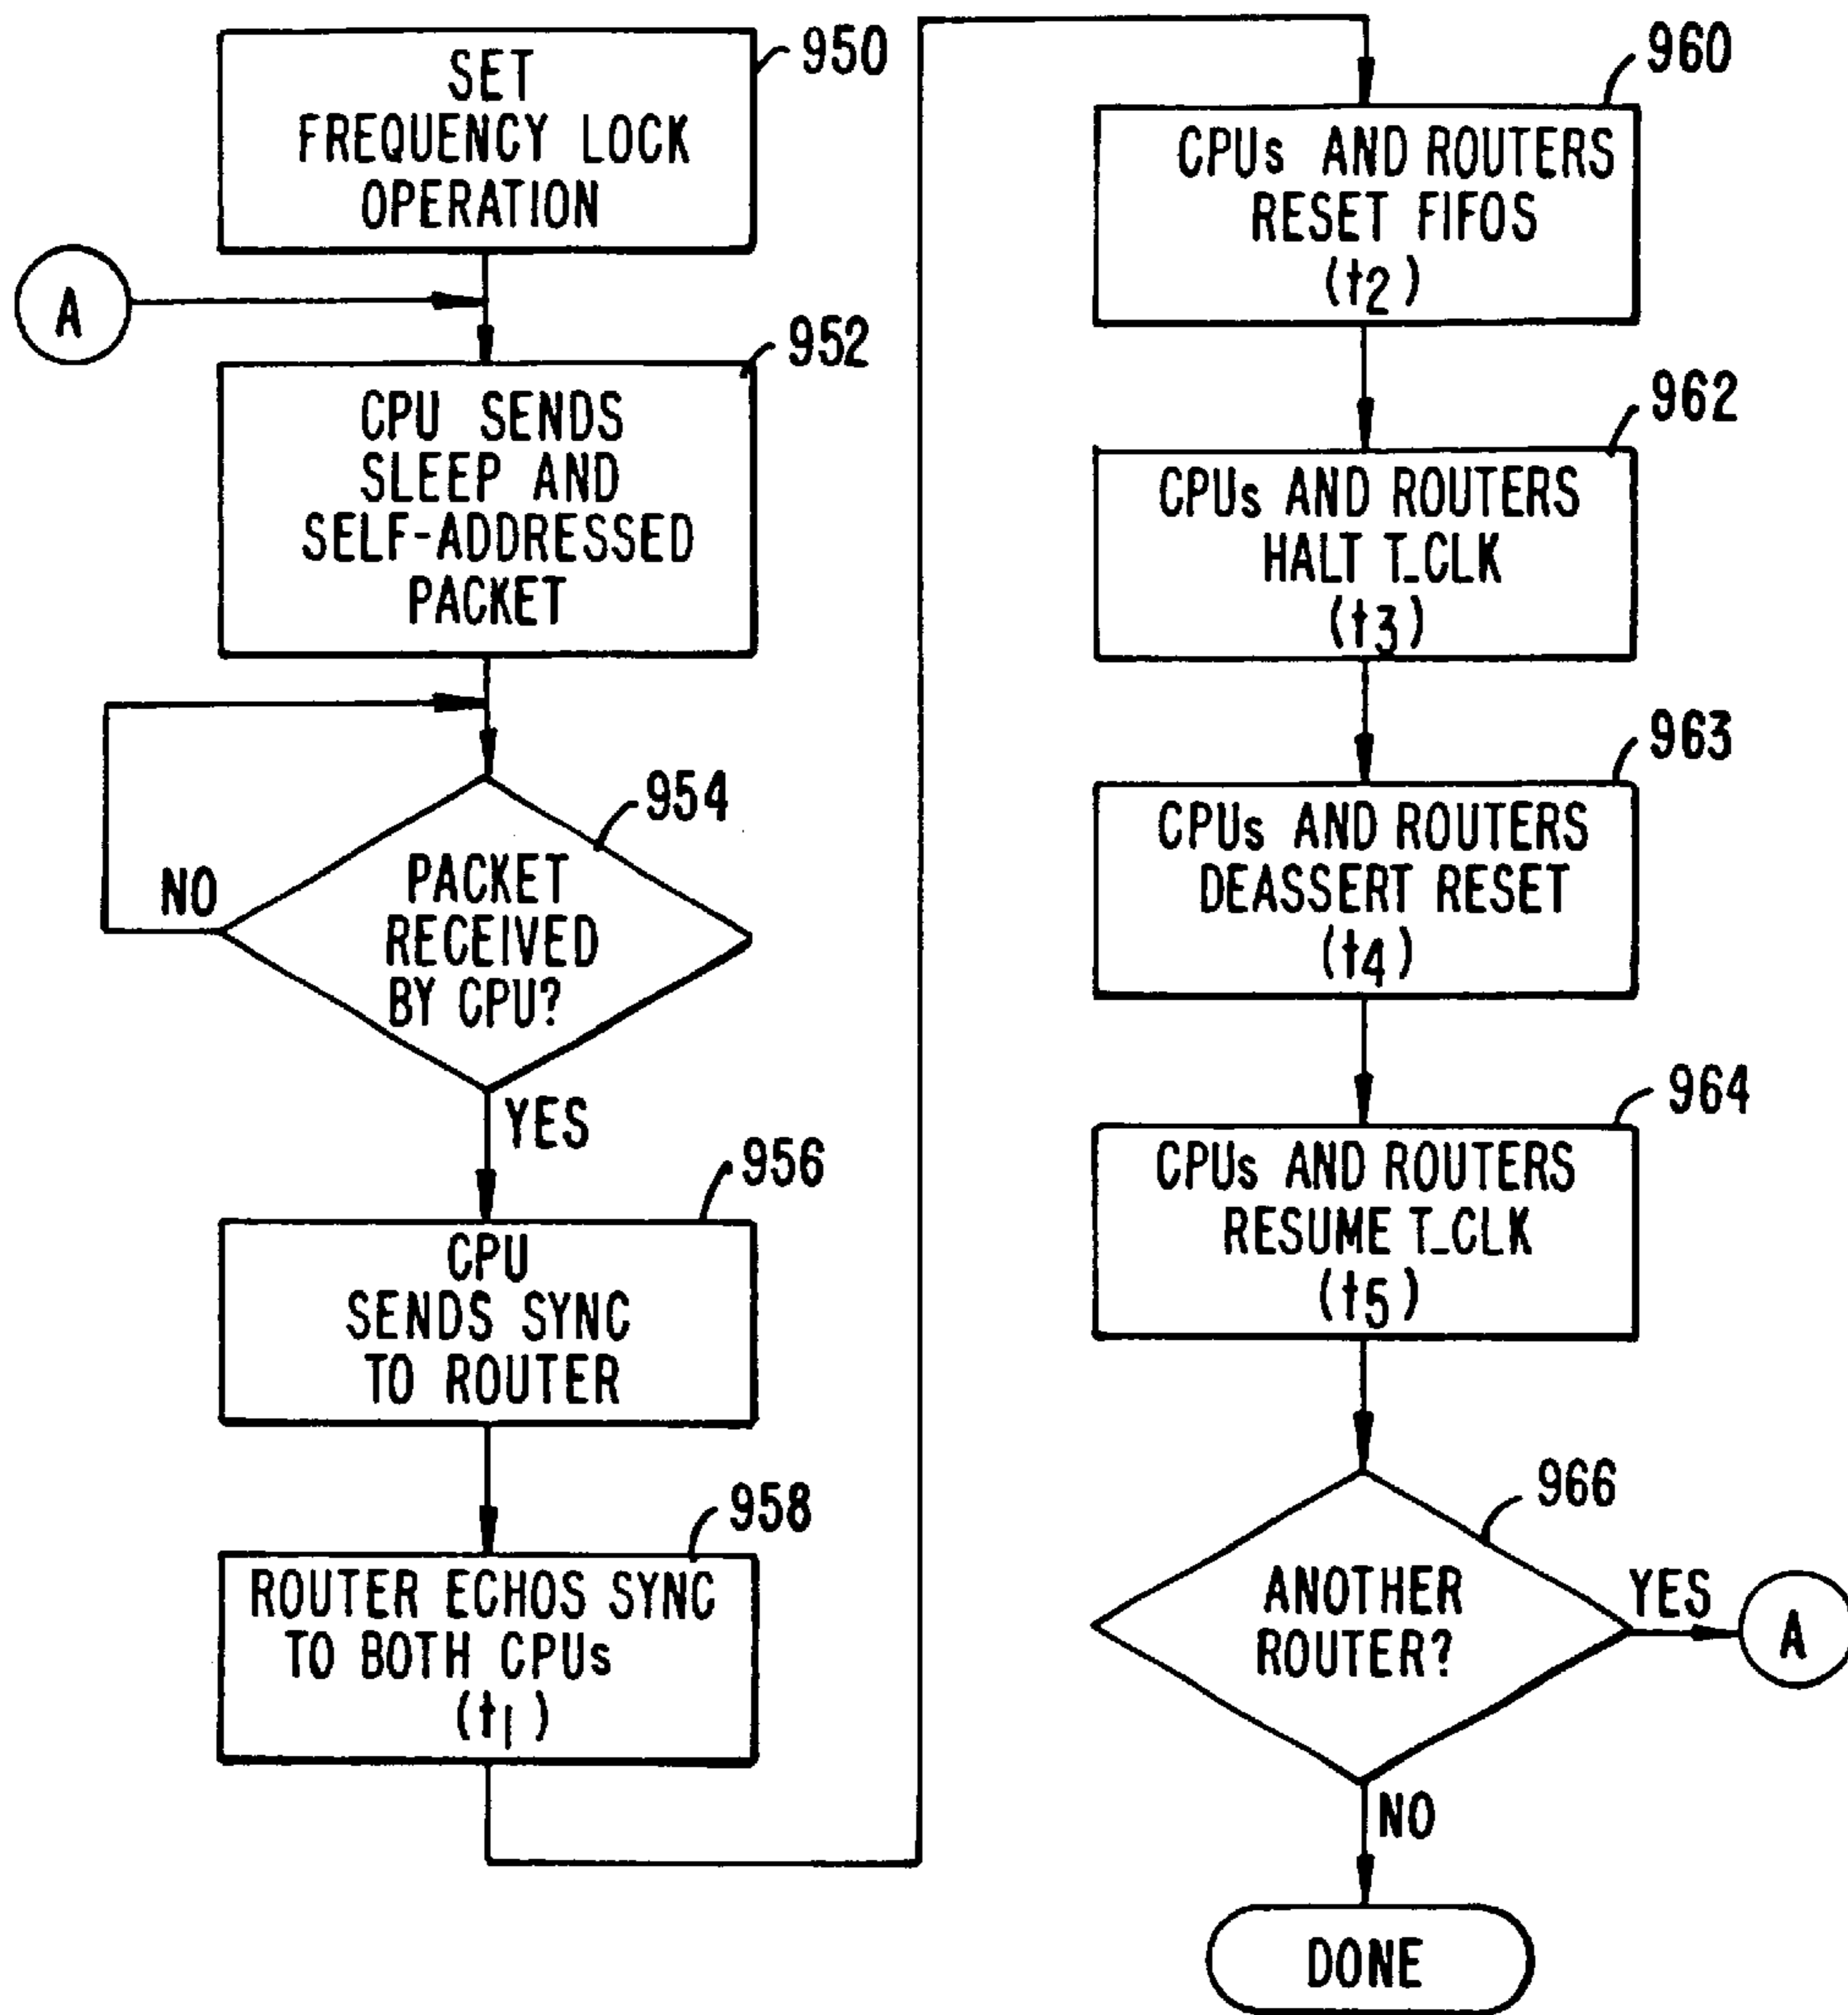 950
SET
FREQUENCY LOCK
OPERATION
A
952
CPU SENDS
SLEEP AND
SELF-ADDRESSED
PACKET
954
PACKET
RECEIVED
BY CPU?
NO
YES
956
CPU
SENDS SYNC
TO ROUTER
958
ROUTER ECHOS SYNC
TO BOTH CPUs
(t1)
960
CPUs AND ROUTERS
RESET FIFOS
(t2)
962
CPUs AND ROUTERS
HALT T_CLK
(t3)
963
CPUs AND ROUTERS
DEASSERT RESET
(t4)
964
CPUs AND ROUTERS
RESUME T_CLK
(t5)
966
ANOTHER
ROUTER?
YES
A
NO
DONE